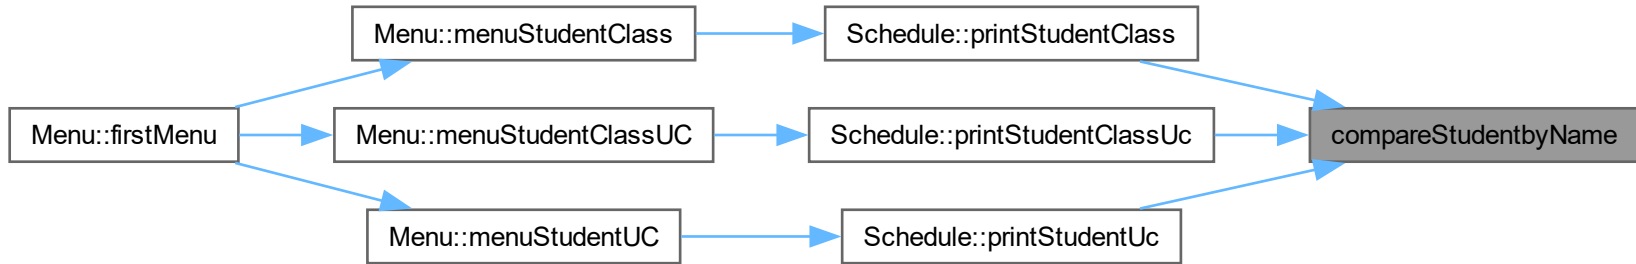 Menu::menuStudentClass
Schedule::printStudentClass
Menu::firstMenu
Menu::menuStudentClassUC
Schedule::printStudentClassUc
compareStudentbyName
Menu::menuStudentUC
Schedule::printStudentUc